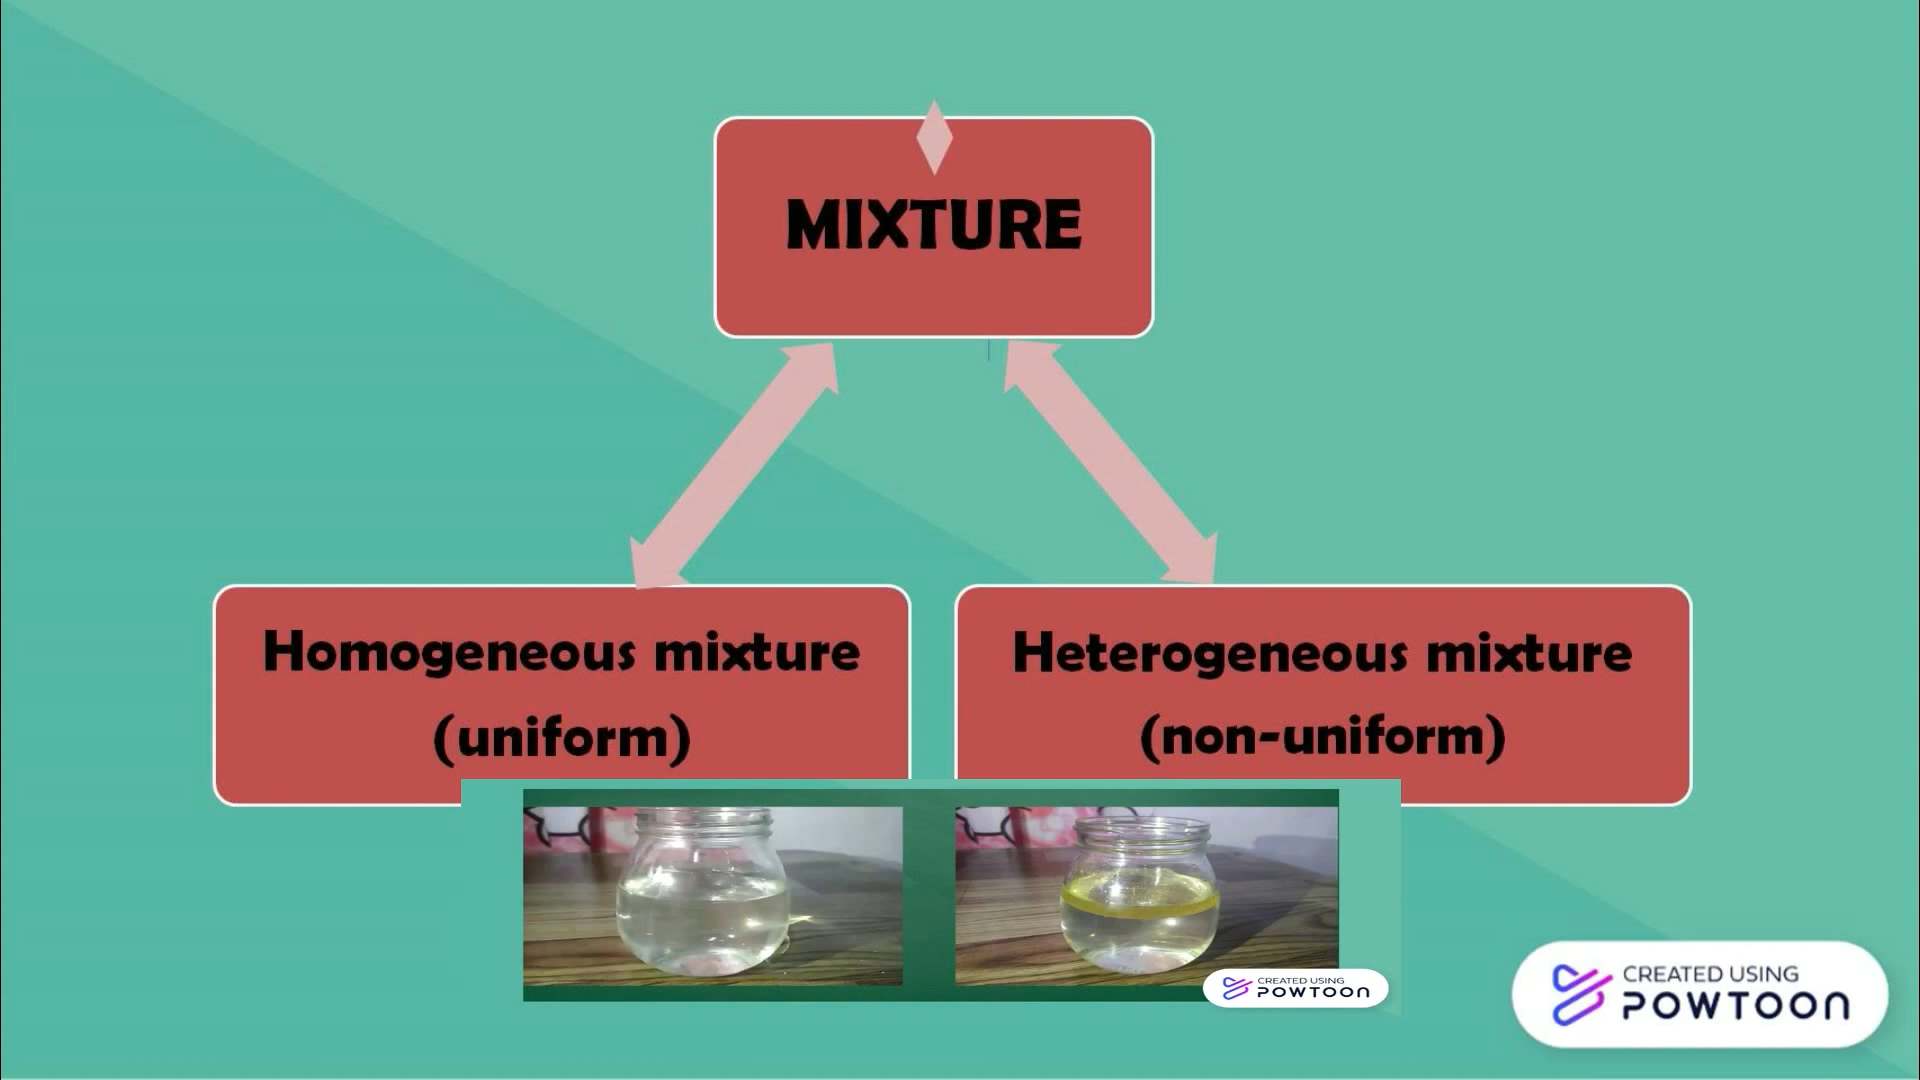 MIXTURE
Homogeneous mixture
(uniform)
Heterogeneous mixture
(non-uniform)
CREATED USING
POWTOON
CREATED USING
POWTOON